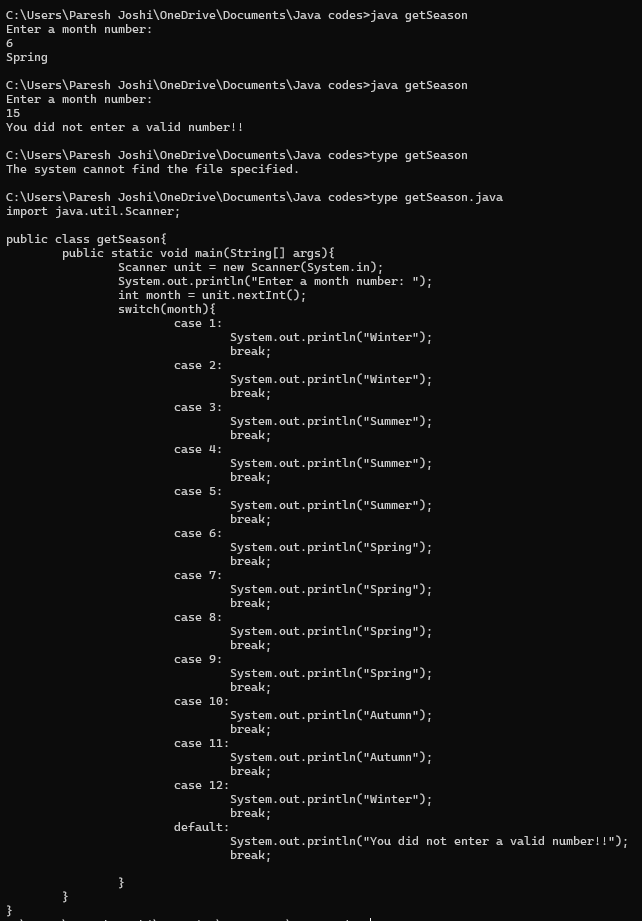 C:\Users\Paresh Joshi\OneDrive\Documents\Java codes>java getSeason
Enter a month number:
6
Spring
C:\Users\Paresh Joshi\OneDrive\Documents\Java codes>java getSeason
Enter a month number:
15
You did not enter a valid number!!
C:\Users\Paresh Joshi\OneDrive\Documents\Java codes>type getSeason
The system cannot find the file specified.
C:\Users\Paresh Joshi\OneDrive\Documents\Java codes>type getSeason.java
import java.util.Scanner;
public class getSeason{
public static void main(String[] args){
Scanner unit = new Scanner(System.in);
System.out.println("Enter a month number: ");
int month = unit.nextInt();
switch(month){
case 1:
System.out.println("Winter");
break;
case 2:
System.out.println("Winter");
break;
case 3:
System.out.println("Summer");
break;
case 4:
System.out.println("Summer");
break;
case 5:
System.out.println("Summer");
break;
case 6:
System.out.println("Spring");
break;
case 7:
System.out.println("Spring");
break;
case 8:
System.out.println("Spring");
break;
case 9:
System.out.println("Spring");
break;
case 10:
System.out.println("Autumn");
break;
case 11:
System.out.println("Autumn");
break;
case 12:
System.out.println("Winter");
break;
default:
System.out.println("You did not enter a valid number!!");
break;
}
}
}